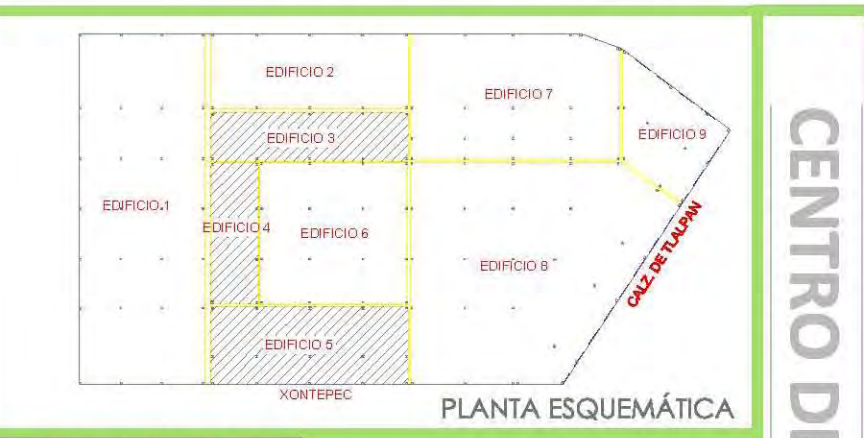 EDIFICIO 2
EDIFICIO 7
EDIFICIO 3
EDIFICIO 9
EDIFICIO 1
EDIFICIO 4
EDIFICIO 6
EDIFICIO 8
CALZ. DE TLALPAN
EDIFICIO 5
XONTEPEC
PLANTA ESQUEMÁTICA
CENTRO